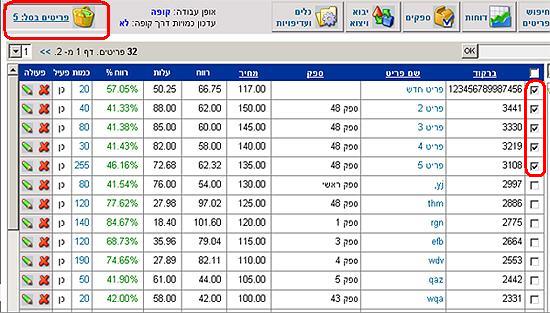 חיפוש פריטים
דוחות
ספקים
יבוא ויצוא
כלים ועדיפויות
אופן עבודה: קופה
עדכון כמויות דרך קופה: לא
פריטים בסל: 5
OK
32 פריטים. דף 1 מ- 2. >> 1
ברקוד שם פריט ספק מחיר רווח עלות רווח % כמות פעיל פעולה
123456789987456 פריט חדש 117.00 66.75 50.25 57.05% 20 כן
3441 פריט 2 ספק 48 150.00 62.00 88.00 41.33% 40 כן
3330 פריט 3 ספק 48 145.00 60.00 85.00 41.38% 80 כן
3219 פריט 4 ספק 48 140.00 58.00 82.00 41.43% 30 כן
3108 פריט 5 ספק 48 135.00 62.32 72.68 46.16% 255 כן
2997 ינ, ספק ראשי 130.00 54.00 76.00 41.54% 80 כן
2886 thm ספק 48 125.00 97.02 27.98 77.62% 120 כן
2775 rgn ספק 1 120.00 101.60 18.40 84.67% 140 כן
2664 efb ספק 3 115.00 79.04 35.96 68.73% 120 כן
2553 wdv ספק 4 110.00 82.11 27.89 74.65% 190 כן
2442 qaz ספק 5 105.00 44.00 61.00 41.90% 50 כן
2331 wqa ספק 43 100.00 42.00 58.00 42.00% 20 כן